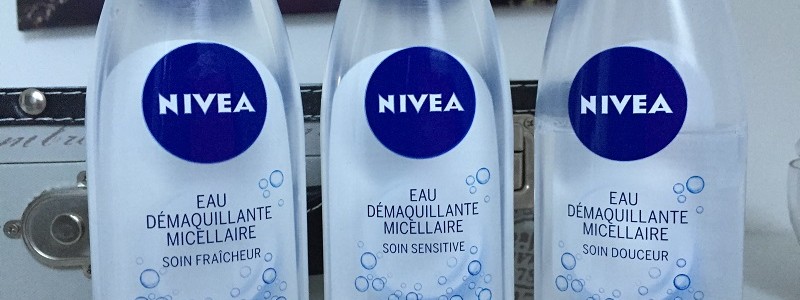 NIVEA
EAU
DÉMAQUILLANTE
MICELLAIRE
SOIN FRAÎCHEUR
NIVEA
EAU
DÉMAQUILLANTE
MICELLAIRE
SOIN SENSITIVE
NIVEA
EAU
DÉMAQUILLANTE
MICELLAIRE
SOIN DOUCEUR